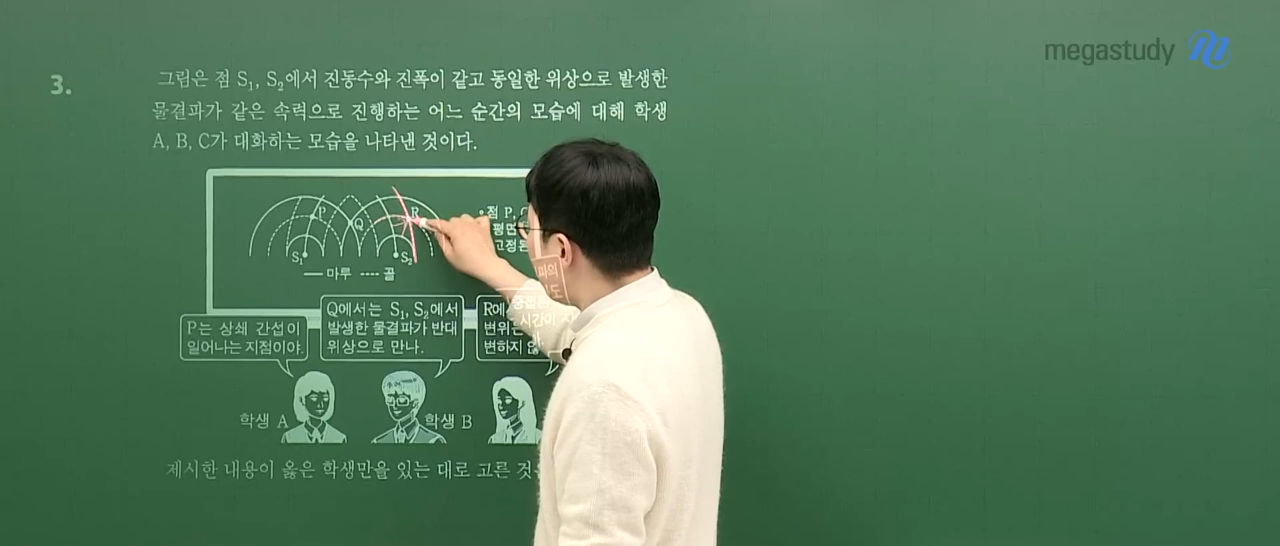 megastudy
3.
그림은 점 S₁, S₂에서 진동수와 진폭이 같고 동일한 위상으로 발생한
물결파가 같은 속력으로 진행하는 어느 순간의 모습에 대해 학생
A, B, C가 대화하는 모습을 나타낸 것이다.
P
Q
R
S₁
S₂
마루
골
•점 P,
평면
고정된
P는 상쇄 간섭이
일어나는 지점이야.
Q에서는 S₁, S₂에서
발생한 물결파가 반대
위상으로 만나.
R에
변위는
변하지 않
시간이
학생 A
학생 B
제시한 내용이 옳은 학생만을 있는 대로 고른 것